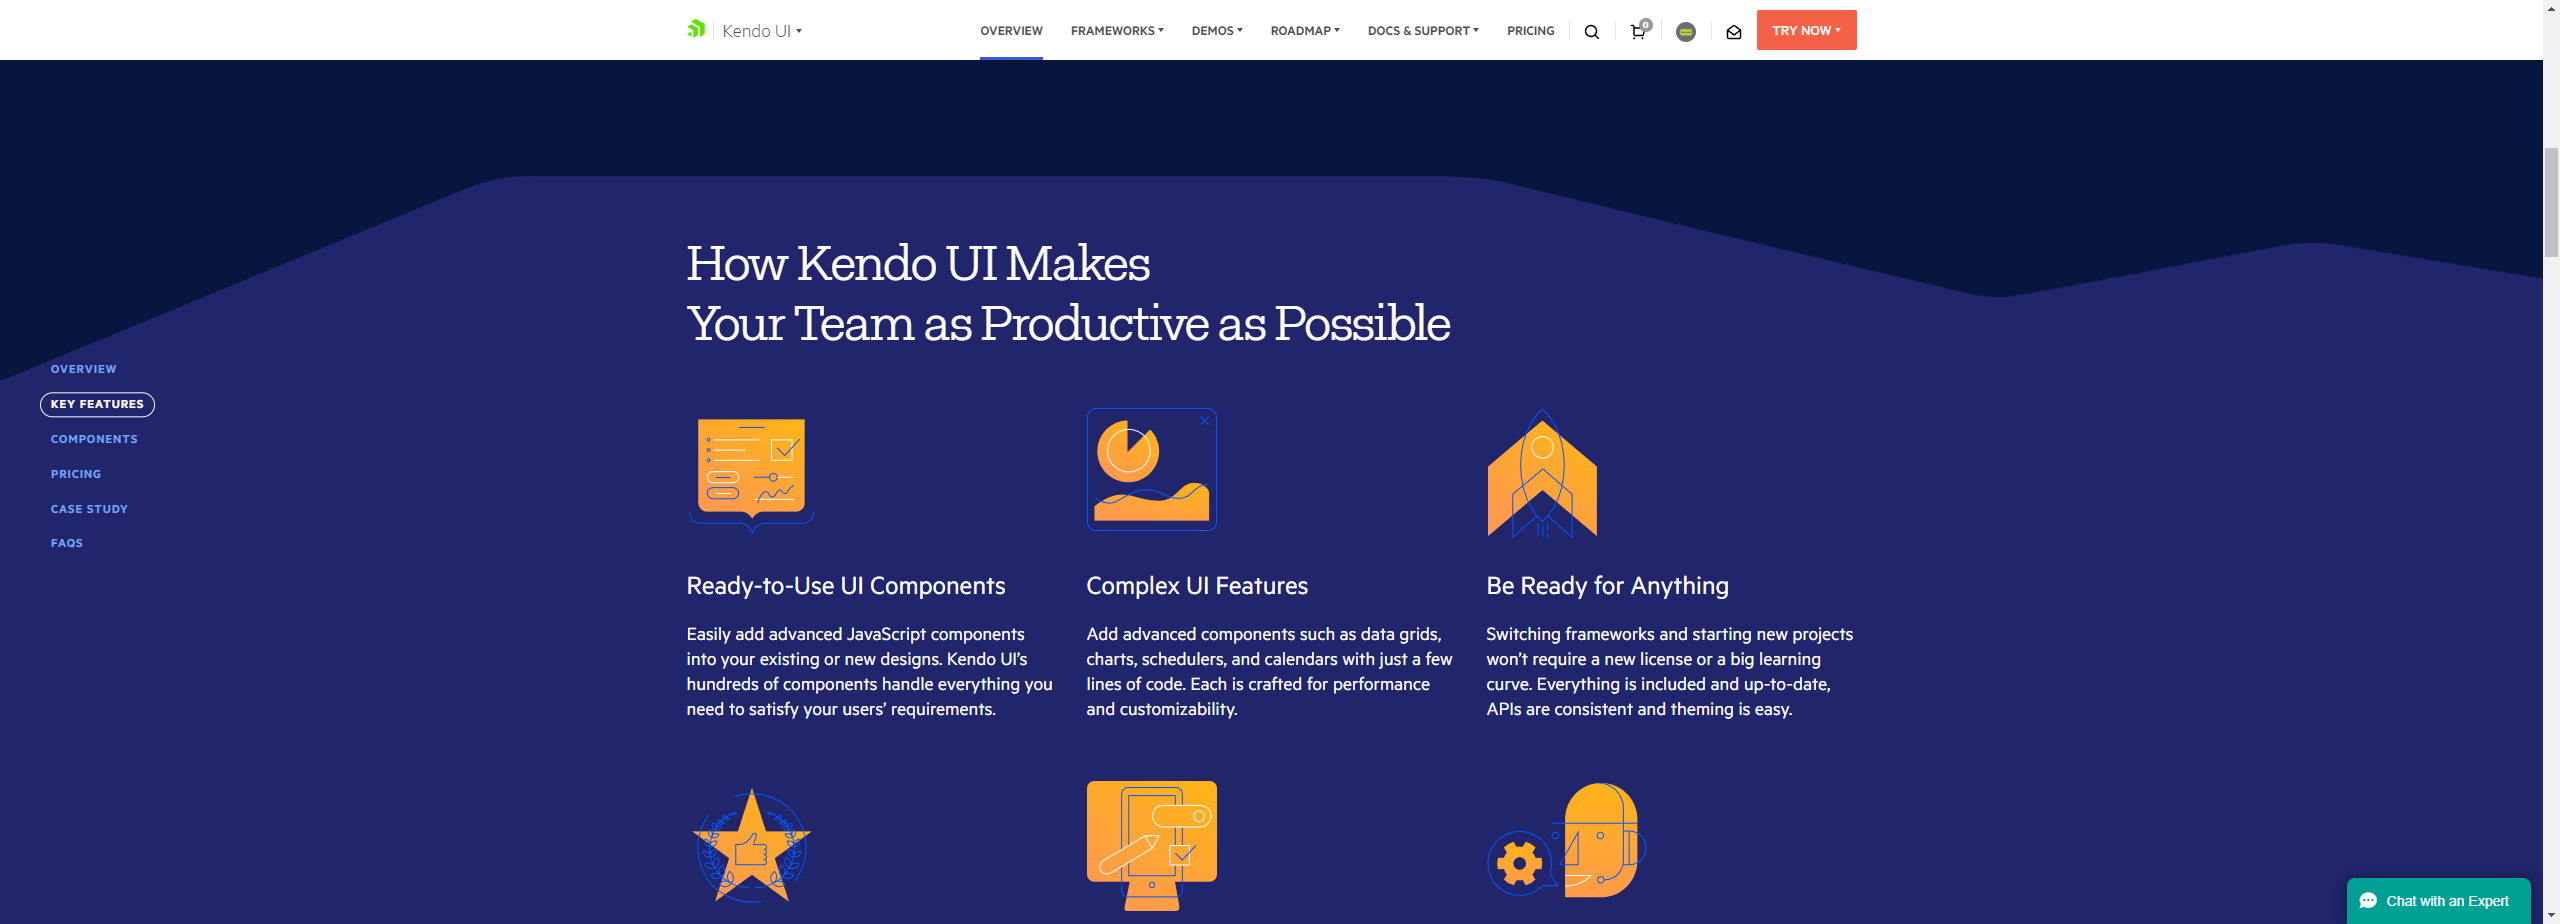 Kendo UI
OVERVIEW
FRAMEWORKS
DEMOS
ROADMAP
DOCS & SUPPORT
PRICING
0
TRY NOW
How Kendo UI Makes
Your Team as Productive as Possible
OVERVIEW
KEY FEATURES
COMPONENTS
PRICING
CASE STUDY
FAQS
Ready-to-Use UI Components
Easily add advanced JavaScript components
into your existing or new designs. Kendo UI’s
hundreds of components handle everything you
need to satisfy your users’ requirements.
Complex UI Features
Add advanced components such as data grids,
charts, schedulers, and calendars with just a few
lines of code. Each is crafted for performance
and customizability.
Be Ready for Anything
Switching frameworks and starting new projects
won’t require a new license or a big learning
curve. Everything is included and up-to-date,
APIs are consistent and theming is easy.
Chat with an Expert